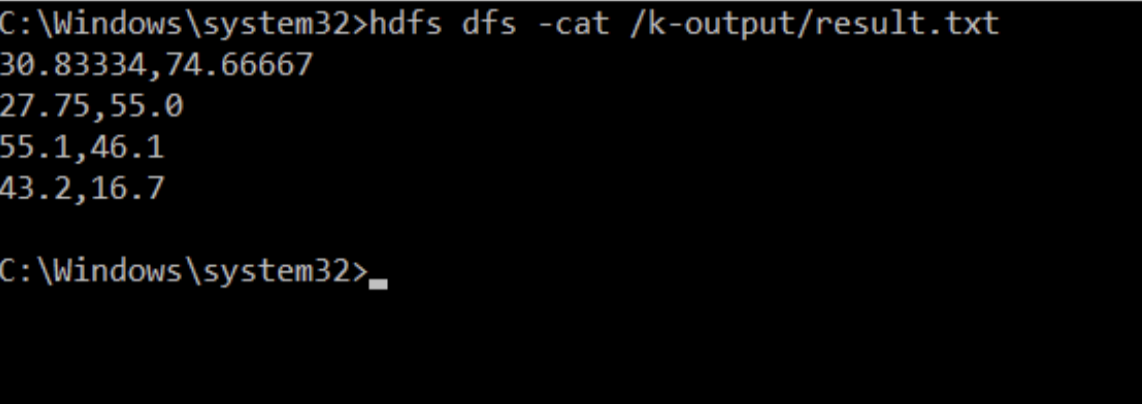 C:\Windows\system32>hdfs dfs -cat /k-output/result.txt
30.83334,74.66667
27.75,55.0
55.1,46.1
43.2,16.7
C:\Windows\system32>